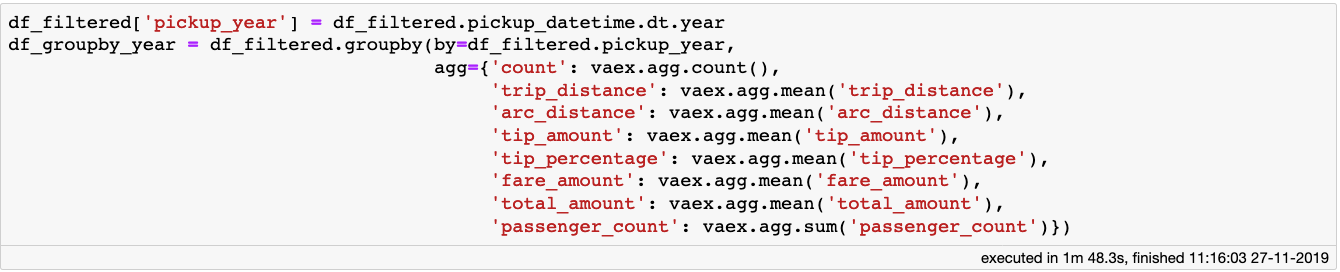 df_filtered['pickup_year'] = df_filtered.pickup_datetime.dt.year
df_groupby_year = df_filtered.groupby(by=df_filtered.pickup_year,
agg={'count': vaex.agg.count(),
'trip_distance': vaex.agg.mean('trip_distance'),
'arc_distance': vaex.agg.mean('arc_distance'),
'tip_amount': vaex.agg.mean('tip_amount'),
'tip_percentage': vaex.agg.mean('tip_percentage'),
'fare_amount': vaex.agg.mean('fare_amount'),
'total_amount': vaex.agg.mean('total_amount'),
'passenger_count': vaex.agg.sum('passenger_count')})
executed in 1m 48.3s, finished 11:16:03 27-11-2019